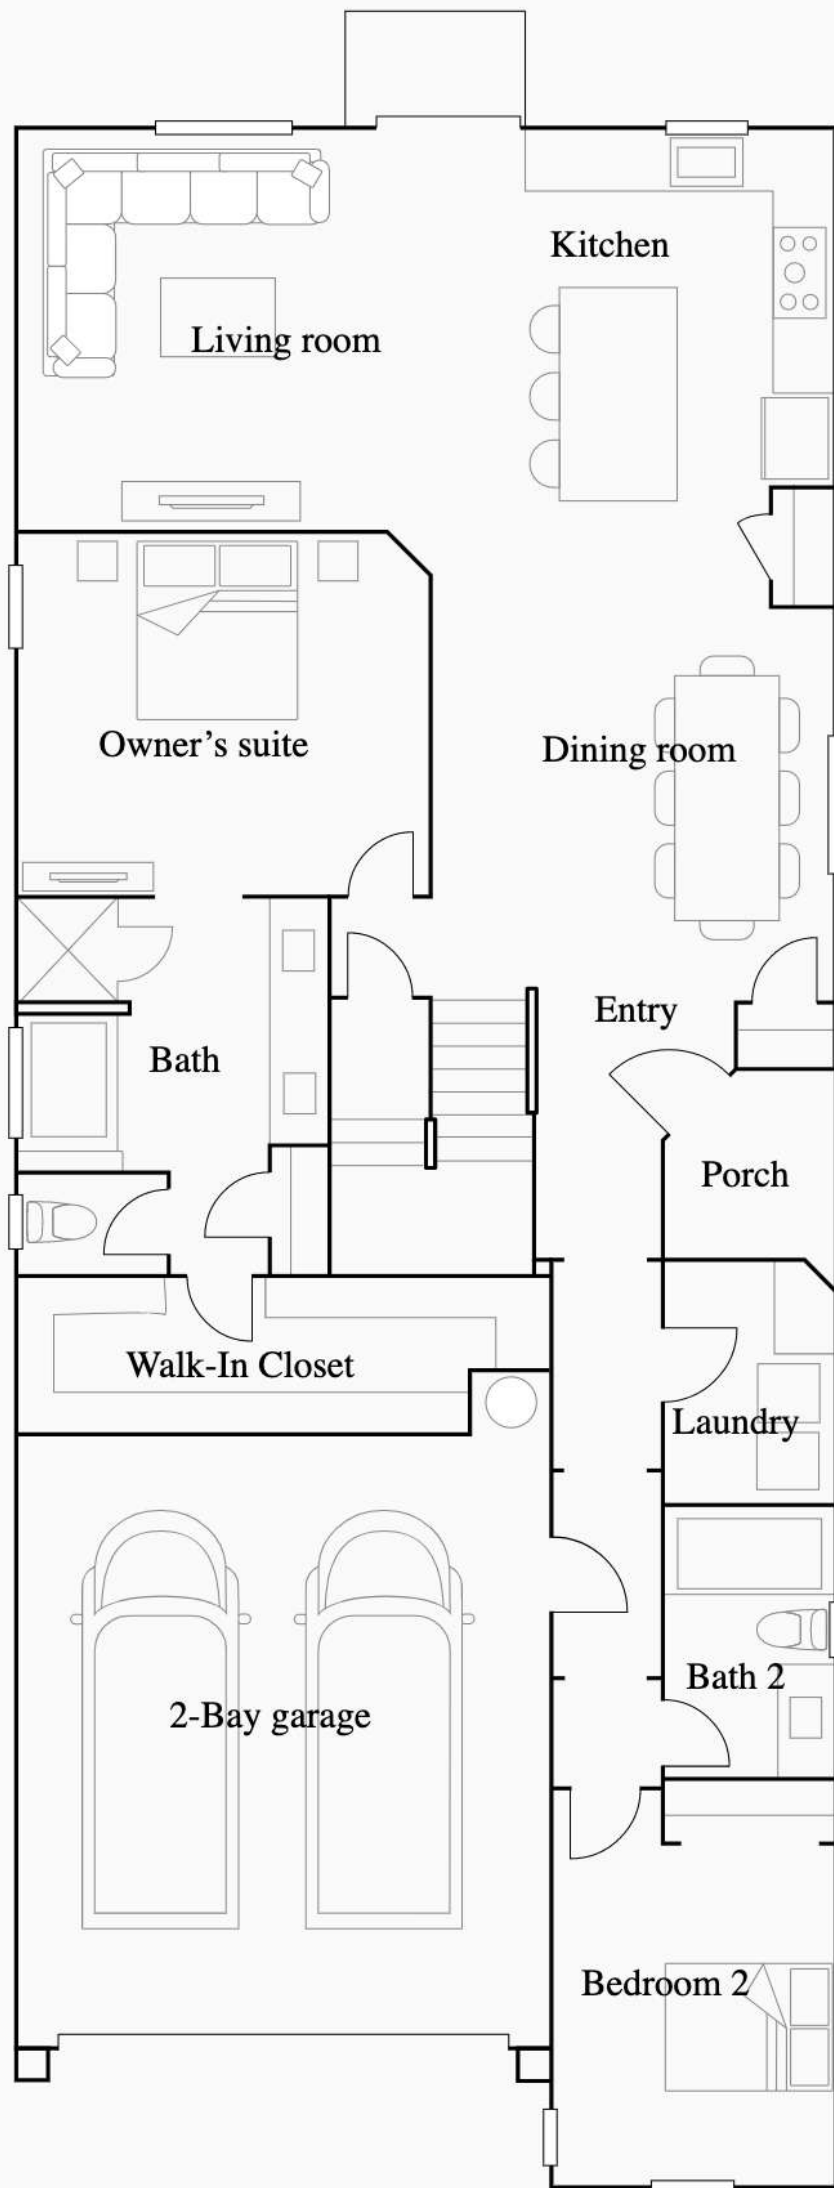 Kitchen
Living room
Owner’s suite
Dining room
Entry
Bath
Porch
Walk-In Closet
Laundry
Bath 2
2-Bay garage
Bedroom 2